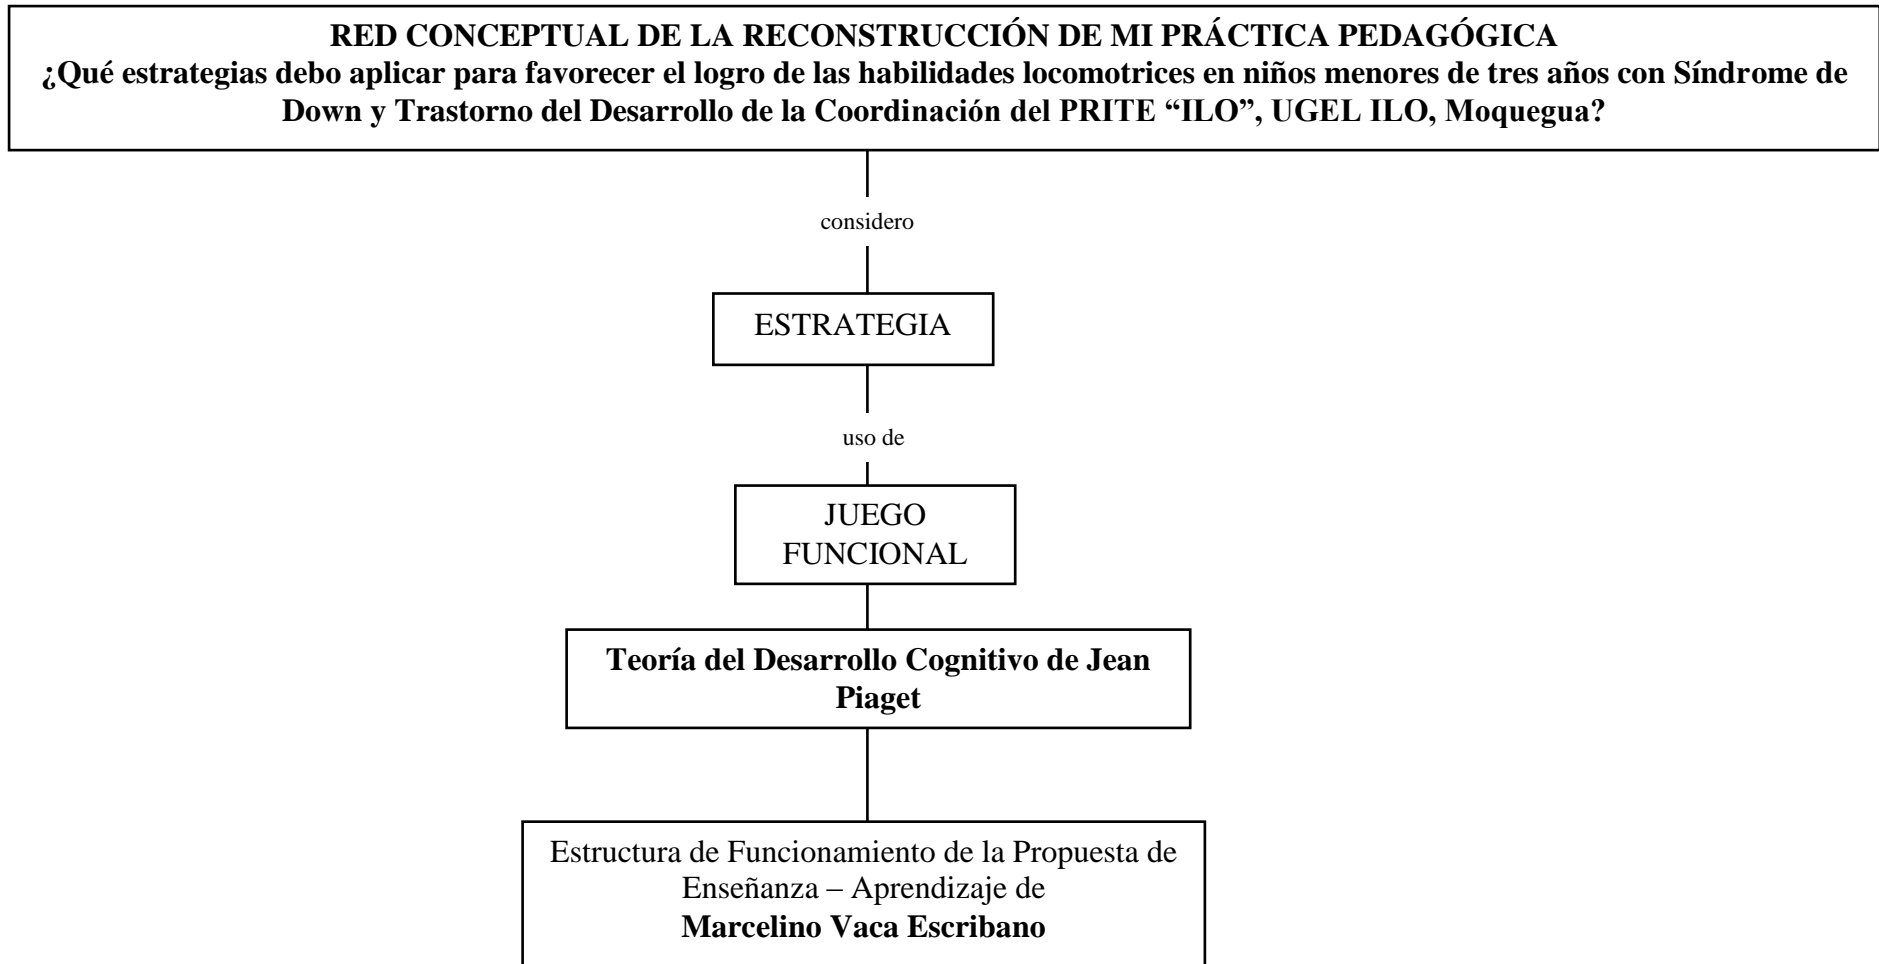 RED CONCEPTUAL DE LA RECONSTRUCCIÓN DE MI PRÁCTICA PEDAGÓGICA
¿Qué estrategias debo aplicar para favorecer el logro de las habilidades locomotrices en niños menores de tres años con Síndrome de
Down y Trastorno del Desarrollo de la Coordinación del PRITE “ILO”, UGEL ILO, Moquegua?
considero
ESTRATEGIA
uso de
JUEGO
FUNCIONAL
Teoría del Desarrollo Cognitivo de Jean
Piaget
Estructura de Funcionamiento de la Propuesta de
Enseñanza – Aprendizaje de
Marcelino Vaca Escribano